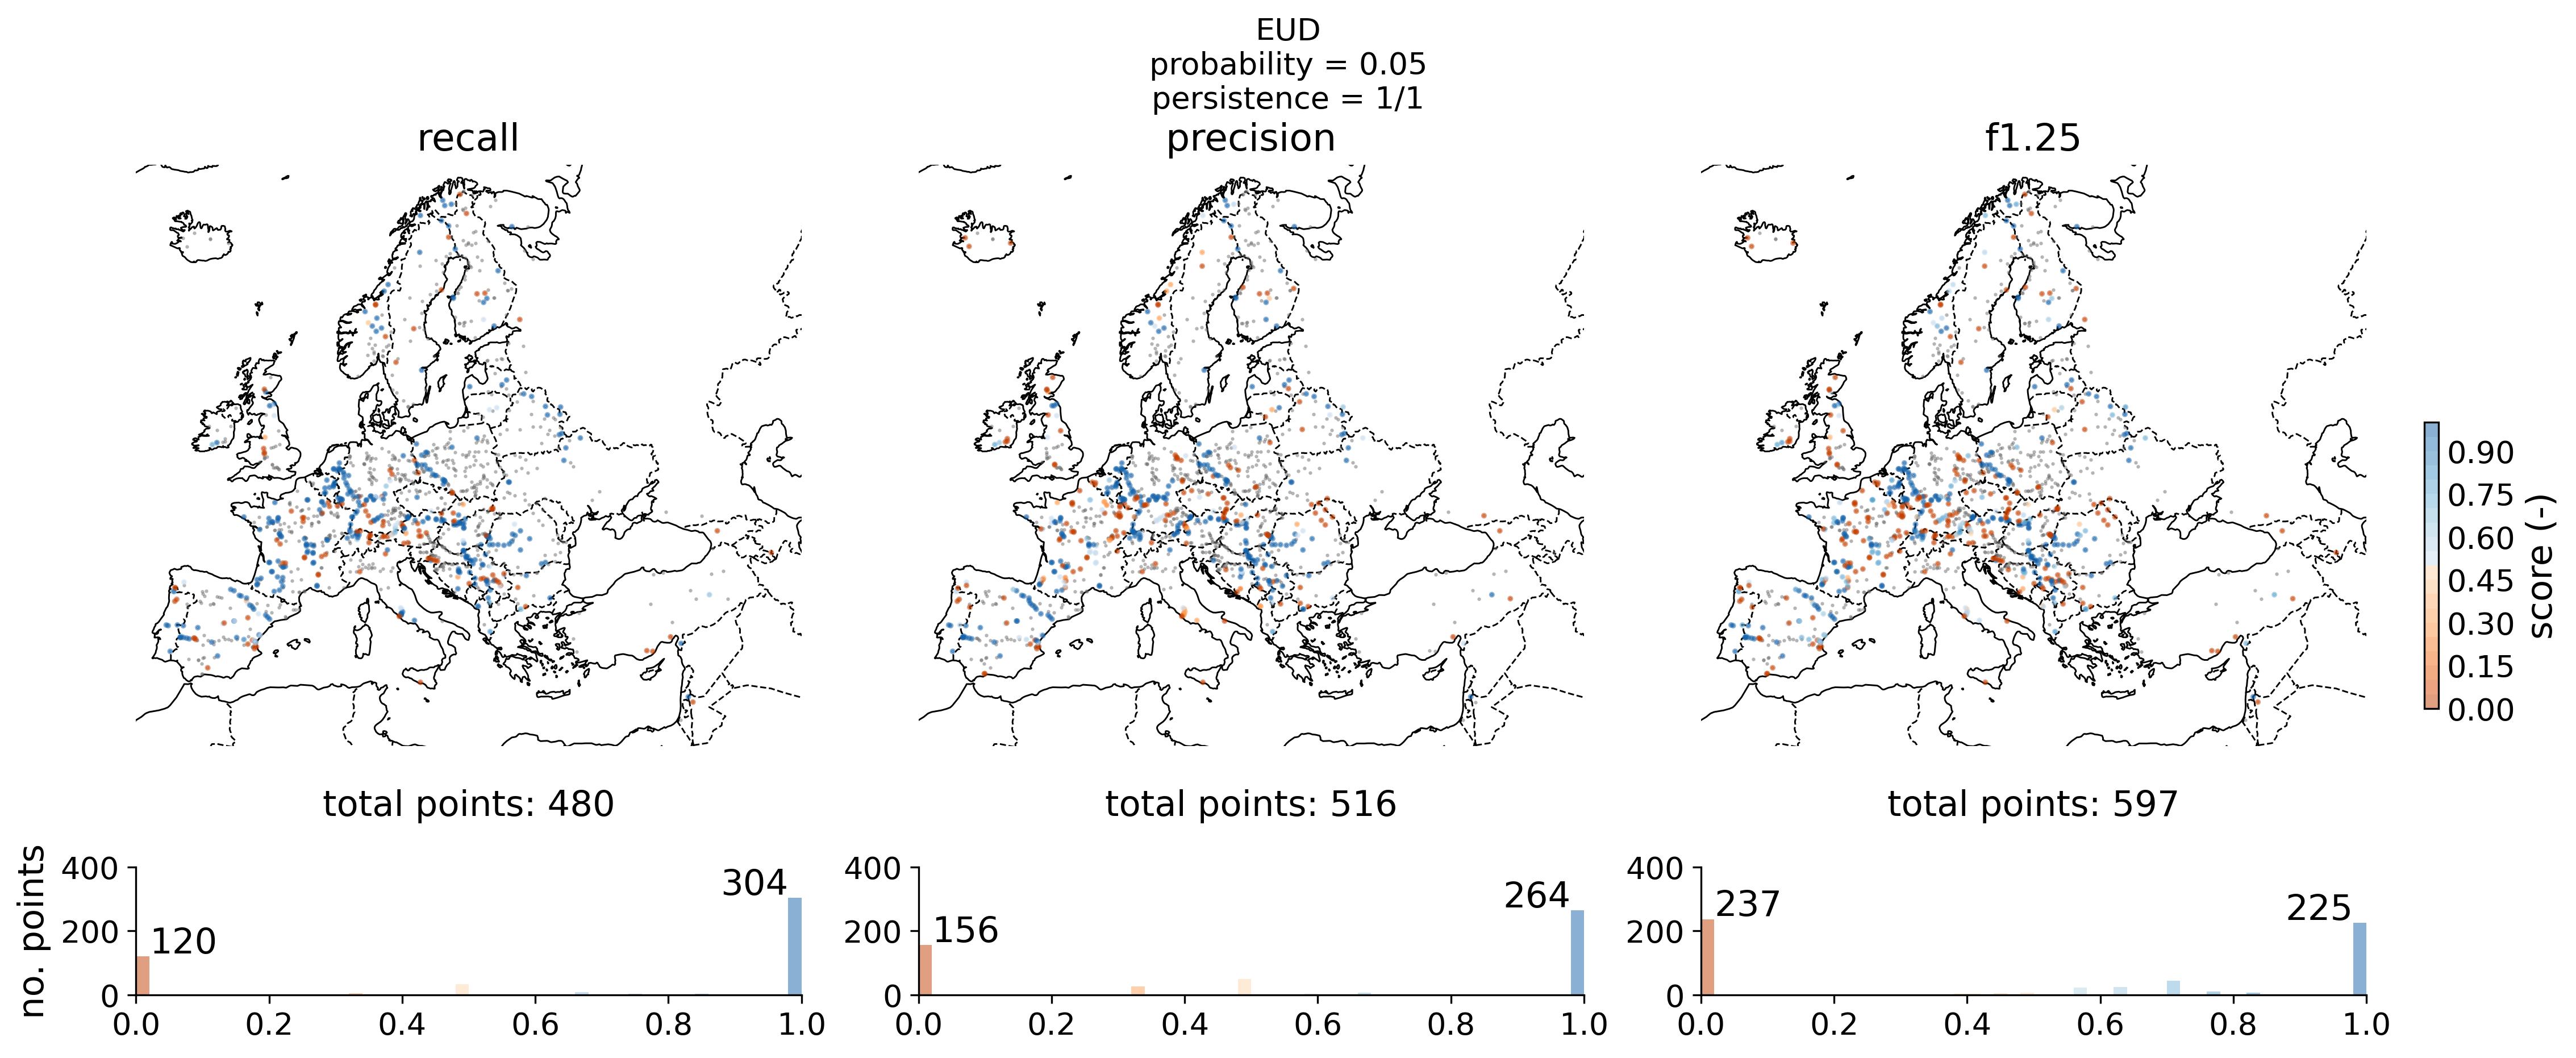 EUD
probability = 0.05
persistence = 1/1
recall
precision
f1.25
0.90
0.75
0.60
0.45
0.30
0.15
0.00
score (-)
total points: 480
total points: 516
total points: 597
no. points
400
200
0
120
304
0.0 0.2 0.4 0.6 0.8 1.0
400
200
0
156
264
0.0 0.2 0.4 0.6 0.8 1.0
400
200
0
237
225
0.0 0.2 0.4 0.6 0.8 1.0